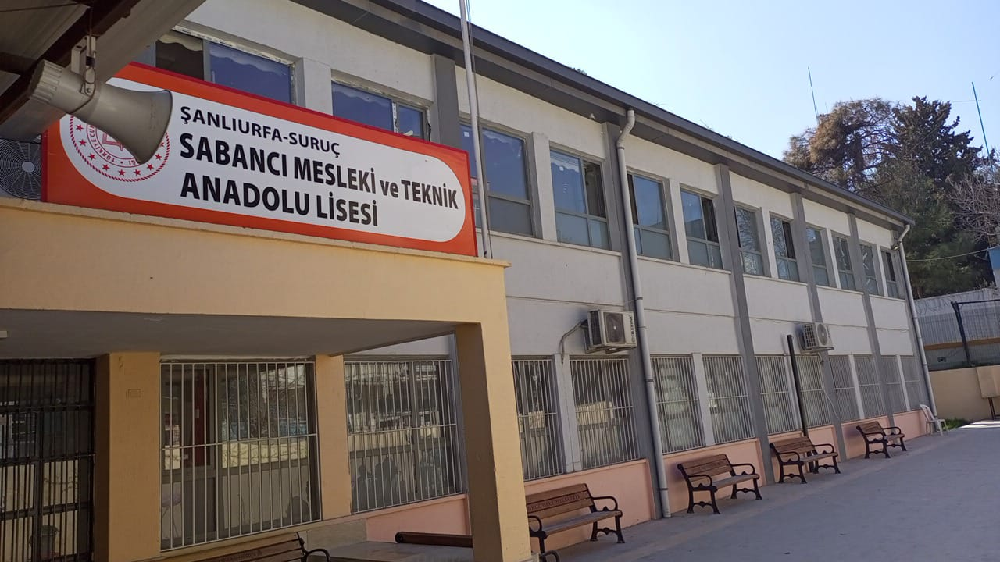 ŞANLIURFA-SURUÇ
SABANCI MESLEKİ ve TEKNİK
ANADOLU LİSESİ